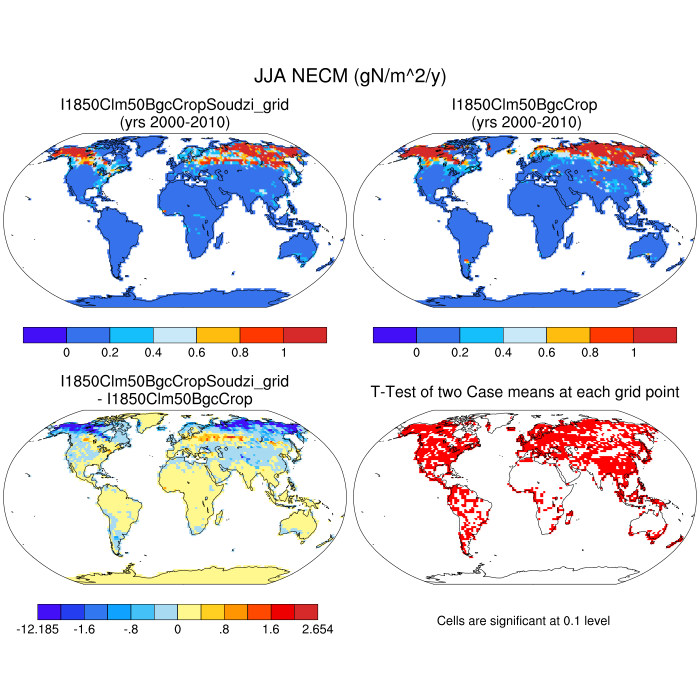 JJA NECM (gN/m^2/y)
I1850Clm50BgcCropSoudzi_grid
(yrs 2000-2010)
I1850Clm50BgcCrop
(yrs 2000-2010)
0 0.2 0.4 0.6 0.8 1
0 0.2 0.4 0.6 0.8 1
I1850Clm50BgcCropSoudzi_grid
- I1850Clm50BgcCrop
T-Test of two Case means at each grid point
-12.185 -1.6 -.8 0 .8 1.6 2.654
Cells are significant at 0.1 level